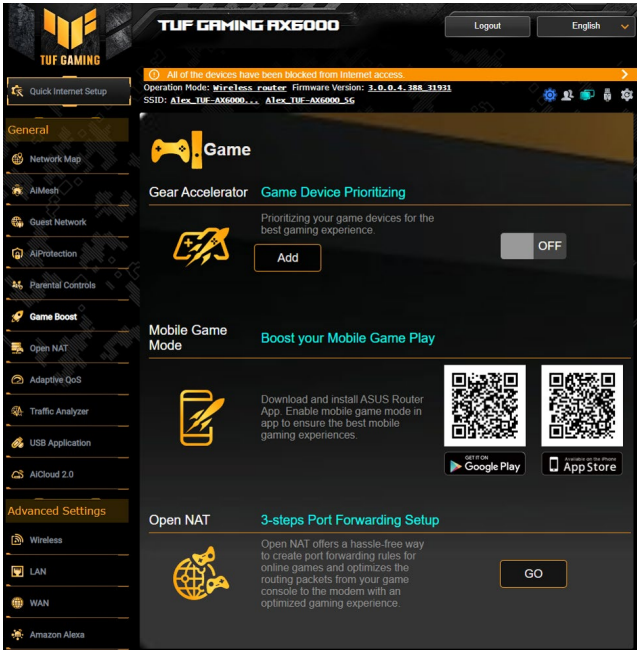 TUF GAMING
TUF GAMING AX6000
Logout
English
All of the devices have been blocked from Internet access.
Quick Internet Setup
Operation Mode: Wireless router Firmware Version: 3.0.0.4.388_31931
SSID: Alex_TUF-AX6000... Alex_TUF-AX6000_5G
General
Network Map
AiMesh
Guest Network
AiProtection
Parental Controls
Game Boost
Open NAT
Adaptive QoS
Traffic Analyzer
USB Application
AiCloud 2.0
Advanced Settings
Wireless
LAN
WAN
Amazon Alexa
Game
Gear Accelerator
Game Device Prioritizing
Prioritizing your game devices for the
best gaming experience.
Add
OFF
Mobile Game
Mode
Boost your Mobile Game Play
Download and install ASUS Router
App. Enable mobile game mode in
app to ensure the best mobile
gaming experiences.
GET IT ON
Google Play
Available on the iPhone
App Store
Open NAT
3-steps Port Forwarding Setup
Open NAT offers a hassle-free way
to create port forwarding rules for
online games and optimizes the
routing packets from your game
console to the modem with an
optimized gaming experience.
GO